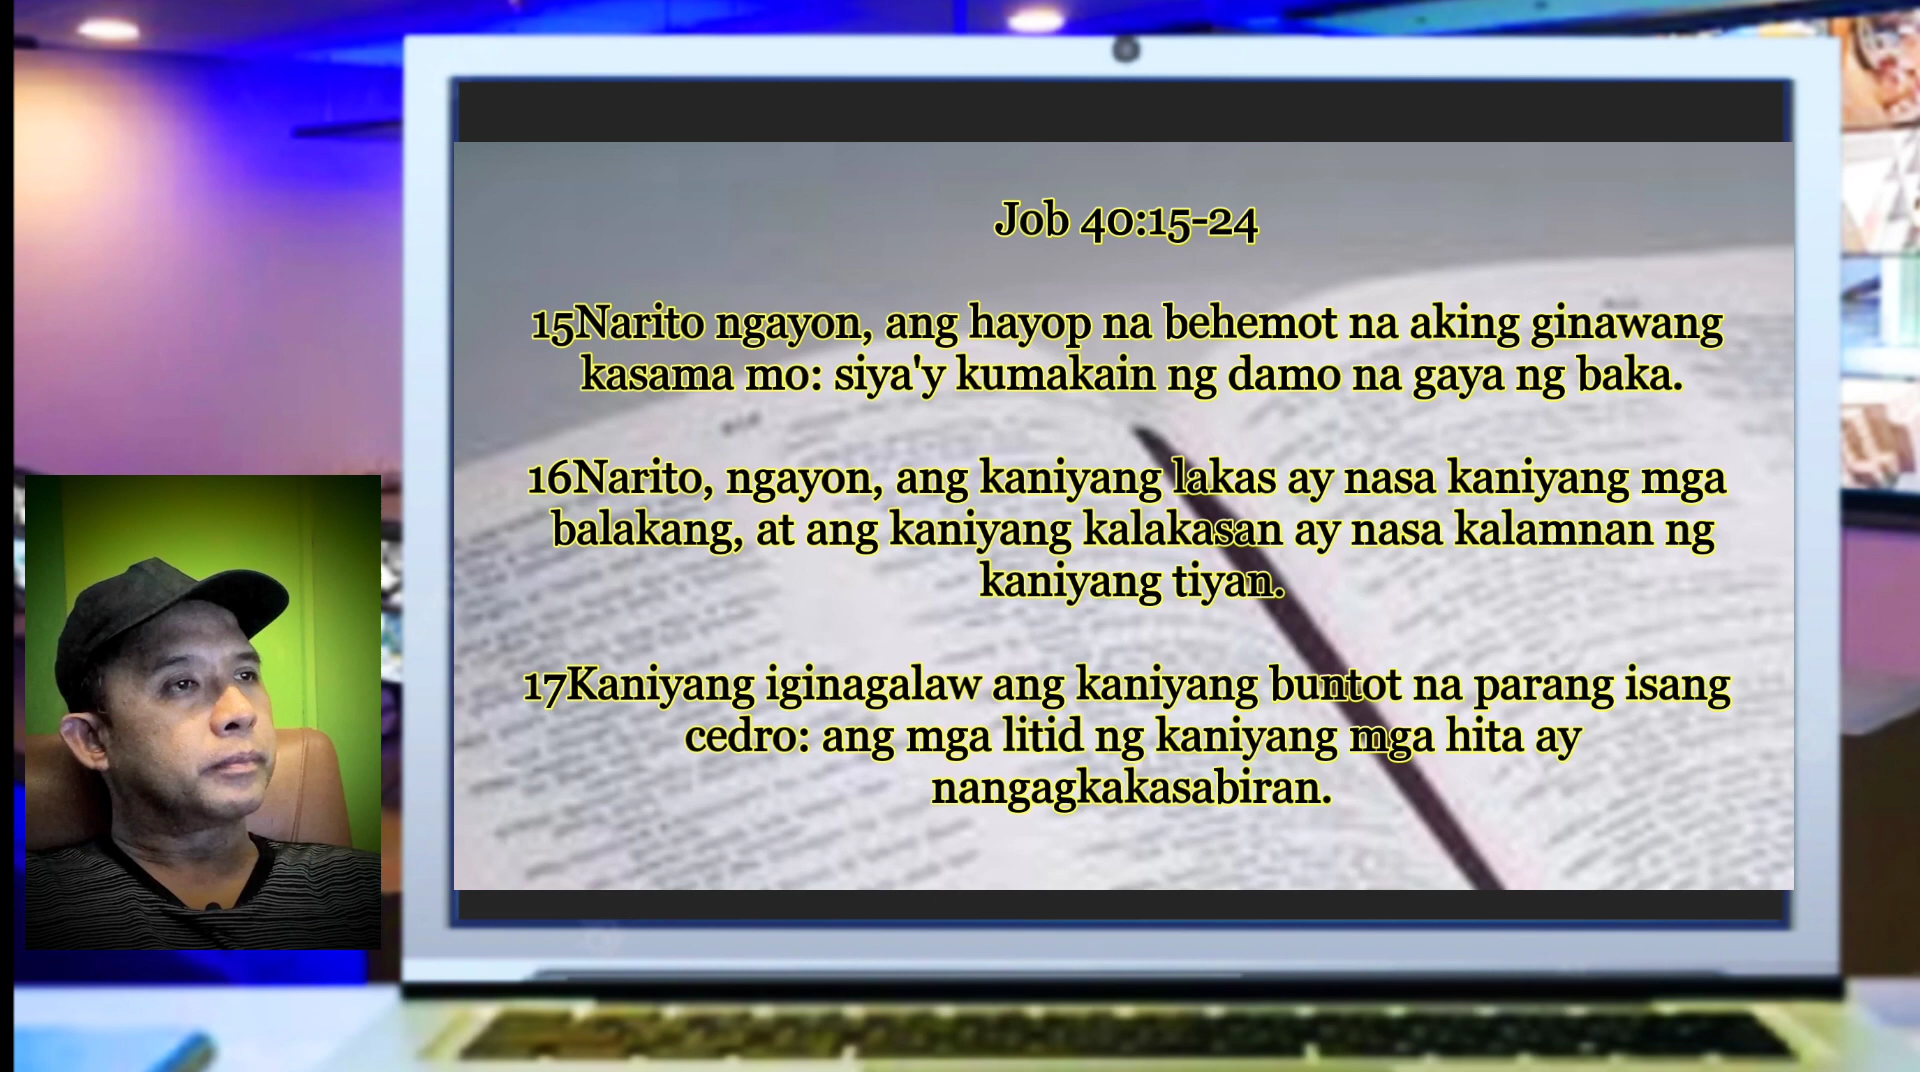 Job 40:15-24
15Narito ngayon, ang hayop na behemot na aking ginawang
kasama mo: siya'y kumakain ng damo na gaya ng baka.
16Narito, ngayon, ang kaniyang lakas ay nasa kaniyang mga
balakang, at ang kaniyang kalakasan ay nasa kalamnan ng
kaniyang tiyan.
17Kaniyang iginagalaw ang kaniyang buntot na parang isang
cedro: ang mga litid ng kaniyang mga hita ay
nangagkakasabiran.